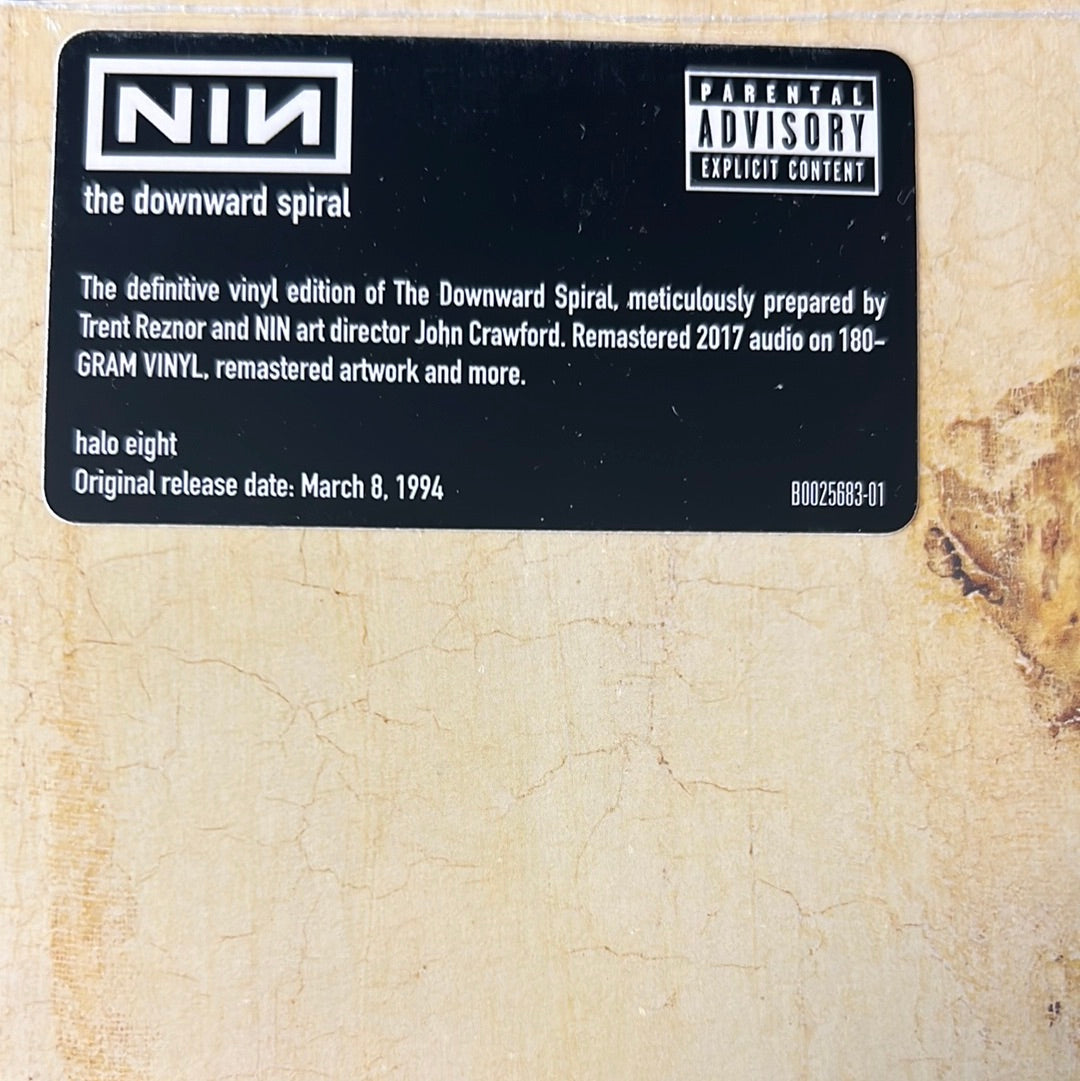 NIN
PARENTAL
ADVISORY
EXPLICIT CONTENT
the downward spiral
The definitive vinyl edition of The Downward Spiral, meticulously prepared by
Trent Reznor and NIN art director John Crawford. Remastered 2017 audio on 180-
GRAM VINYL, remastered artwork and more.
halo eight
Original release date: March 8, 1994
B0025683-01